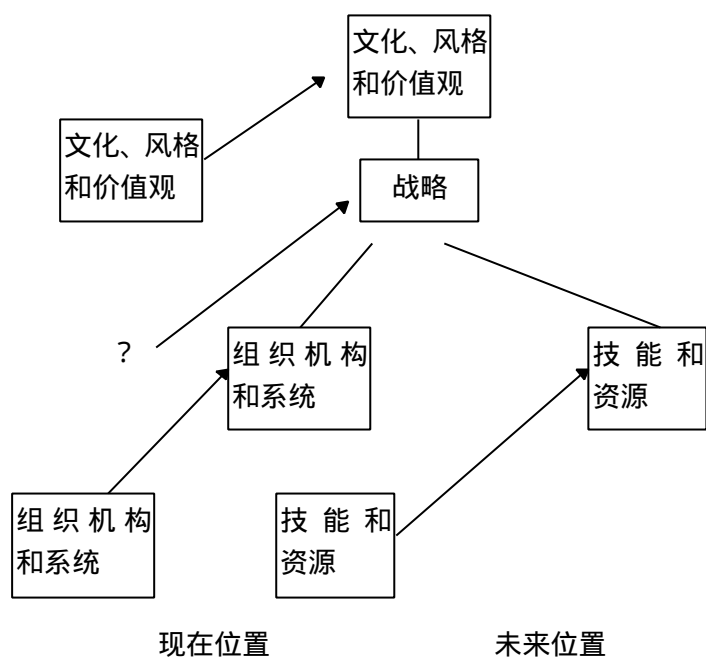 文化、风格
和价值观
文化、风格
和价值观
战略
?
组织机构
和系统
技能和
资源
组织机构
和系统
技能和
资源
现在位置
未来位置